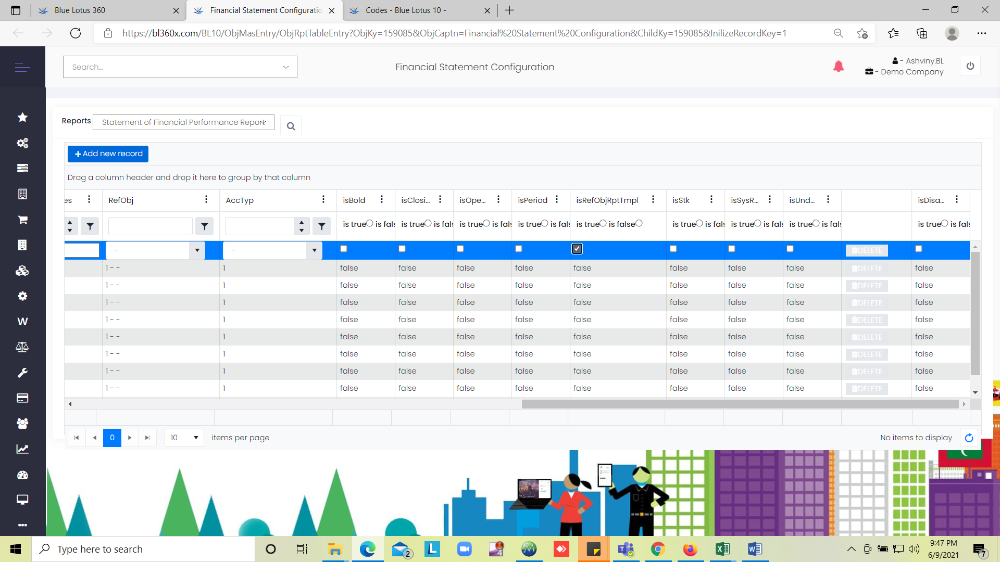 Blue Lotus 360
Financial Statement Configuratio
Codes - Blue Lotus 10 -
https://bl360x.com/BL10/ObjMasEntry/ObjRptTableEntry?ObjKy=159085&ObjCaptn=Financial%20Statement%20Configuration&ChildKy=159085&InilizeRecordKey=1
Search...
Financial Statement Configuration
- Ashviny.BL
- Demo Company
Reports Statement of Financial Performance Report
+Add new record
Drag a column header and drop it here to group by that column
es RefObj AccTyp isBold isClosi... isOpe... isPeriod isRefObjRptTmpl isStk isSysR... isUnd... isDisa...
is true is fals is true is fals is true is fals is true is fals is true is false is true is fals is true is fals is true is fals is true is fals
- - DELETE
1 - - 1 false false false false false false false false DELETE false
1 - - 1 false false false false false false false false DELETE false
1 - - 1 false false false false false false false false DELETE false
1 - - 1 false false false false false false false false DELETE false
1 - - 1 false false false false false false false false DELETE false
1 - - 1 false false false false false false false false DELETE false
1 - - 1 false false false false false false false false DELETE false
1 - - 1 false false false false false false false false DELETE false
0 10 items per page No items to display
W
Type here to search
2
L
4
9:47 PM
6/9/2021
7